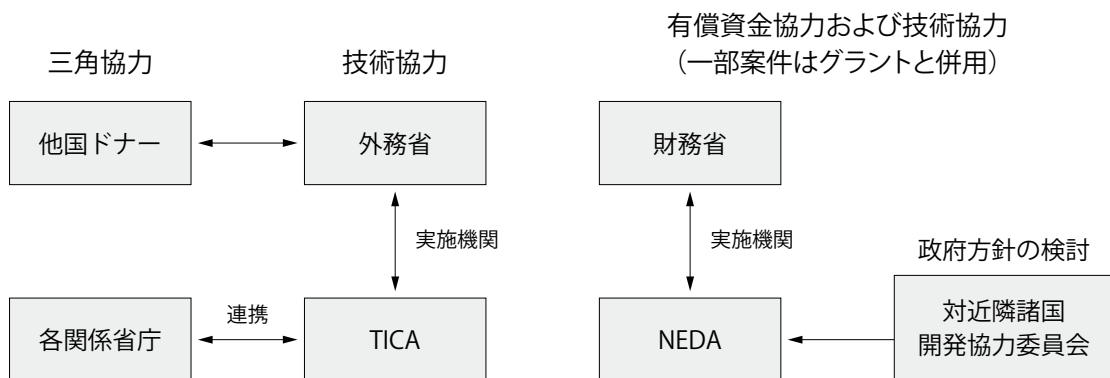 三角協力
技術協力
有償資金協力および技術協力
（一部案件はグラントと併用）
他国ドナー
外務省
財務省
実施機関
実施機関
政府方針の検討
各関係省庁
連携
TICA
NEDA
対近隣諸国
開発協力委員会